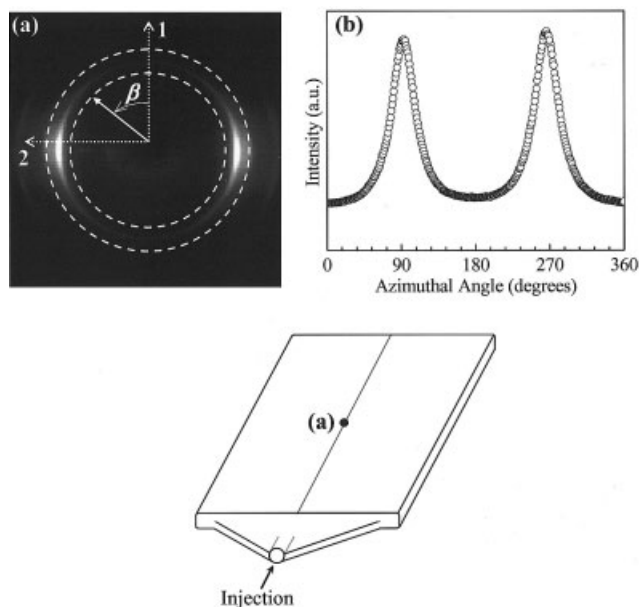 (a)
1
β
2
(b)
Intensity (a.u.)
0 90 180 270 360
Azimuthal Angle (degrees)
(a)
Injection